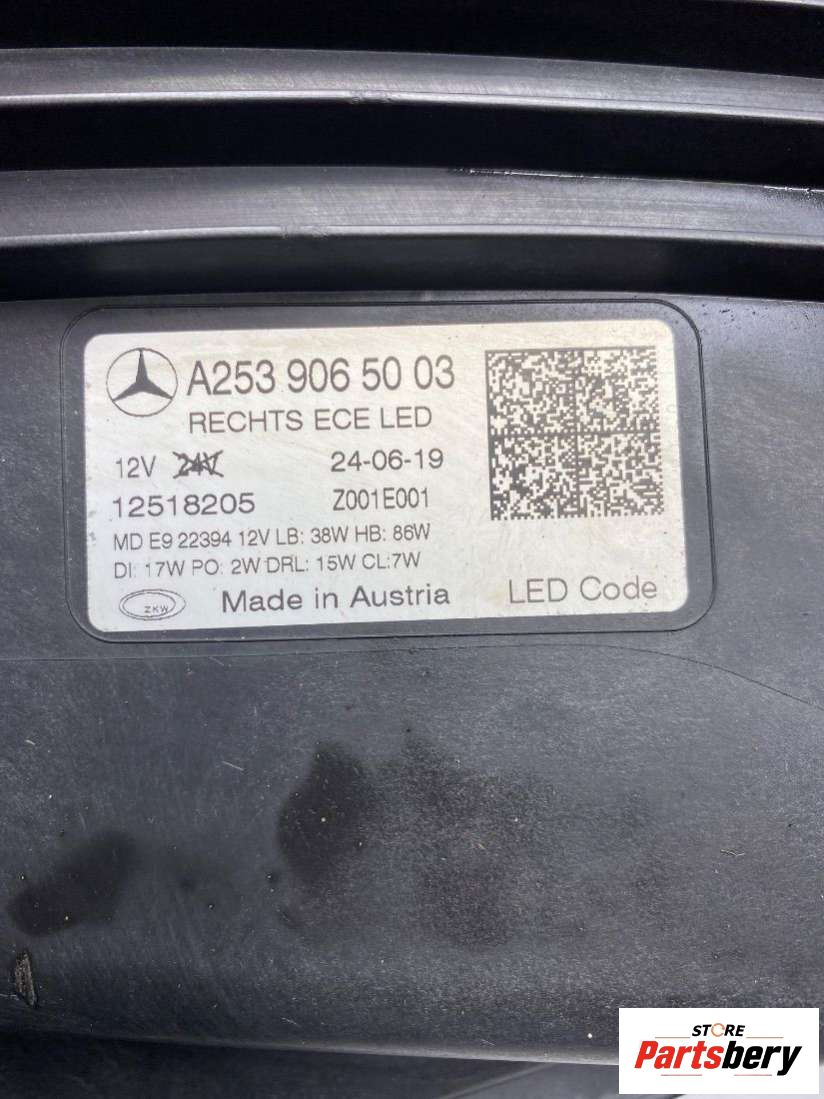 A253 906 50 03
RECHTS ECE LED
12V 24V 24-06-19
12518205 Z001E001
MD E9 22394 12V LB: 38W HB: 86W
DI: 17W PO: 2W DRL: 15W CL:7W
ZKW Made in Austria LED Code
STORE
Partsbery